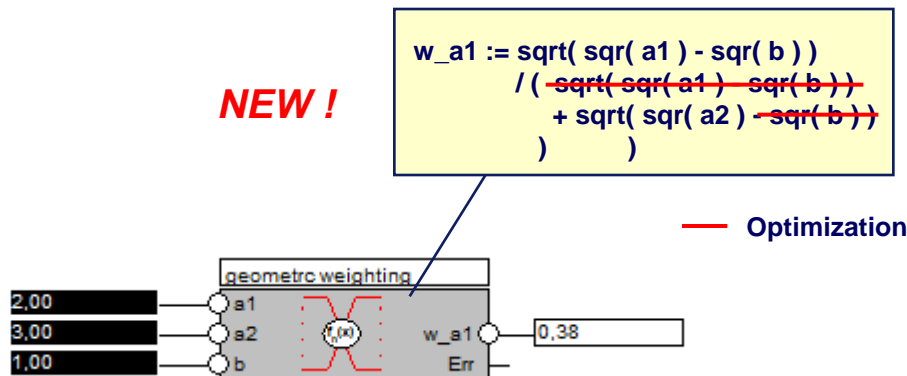 w_a1 := sqrt( sqr( a1 ) - sqr( b ) )
/ ( sqrt( sqr( a1 ) - sqr( b ) )
+ sqrt( sqr( a2 ) - sqr( b ) )
) )
NEW !
Optimization
geometrc weighting
2,00 a1
3,00 a2 fn(x) w_a1 0,38
1,00 b Err